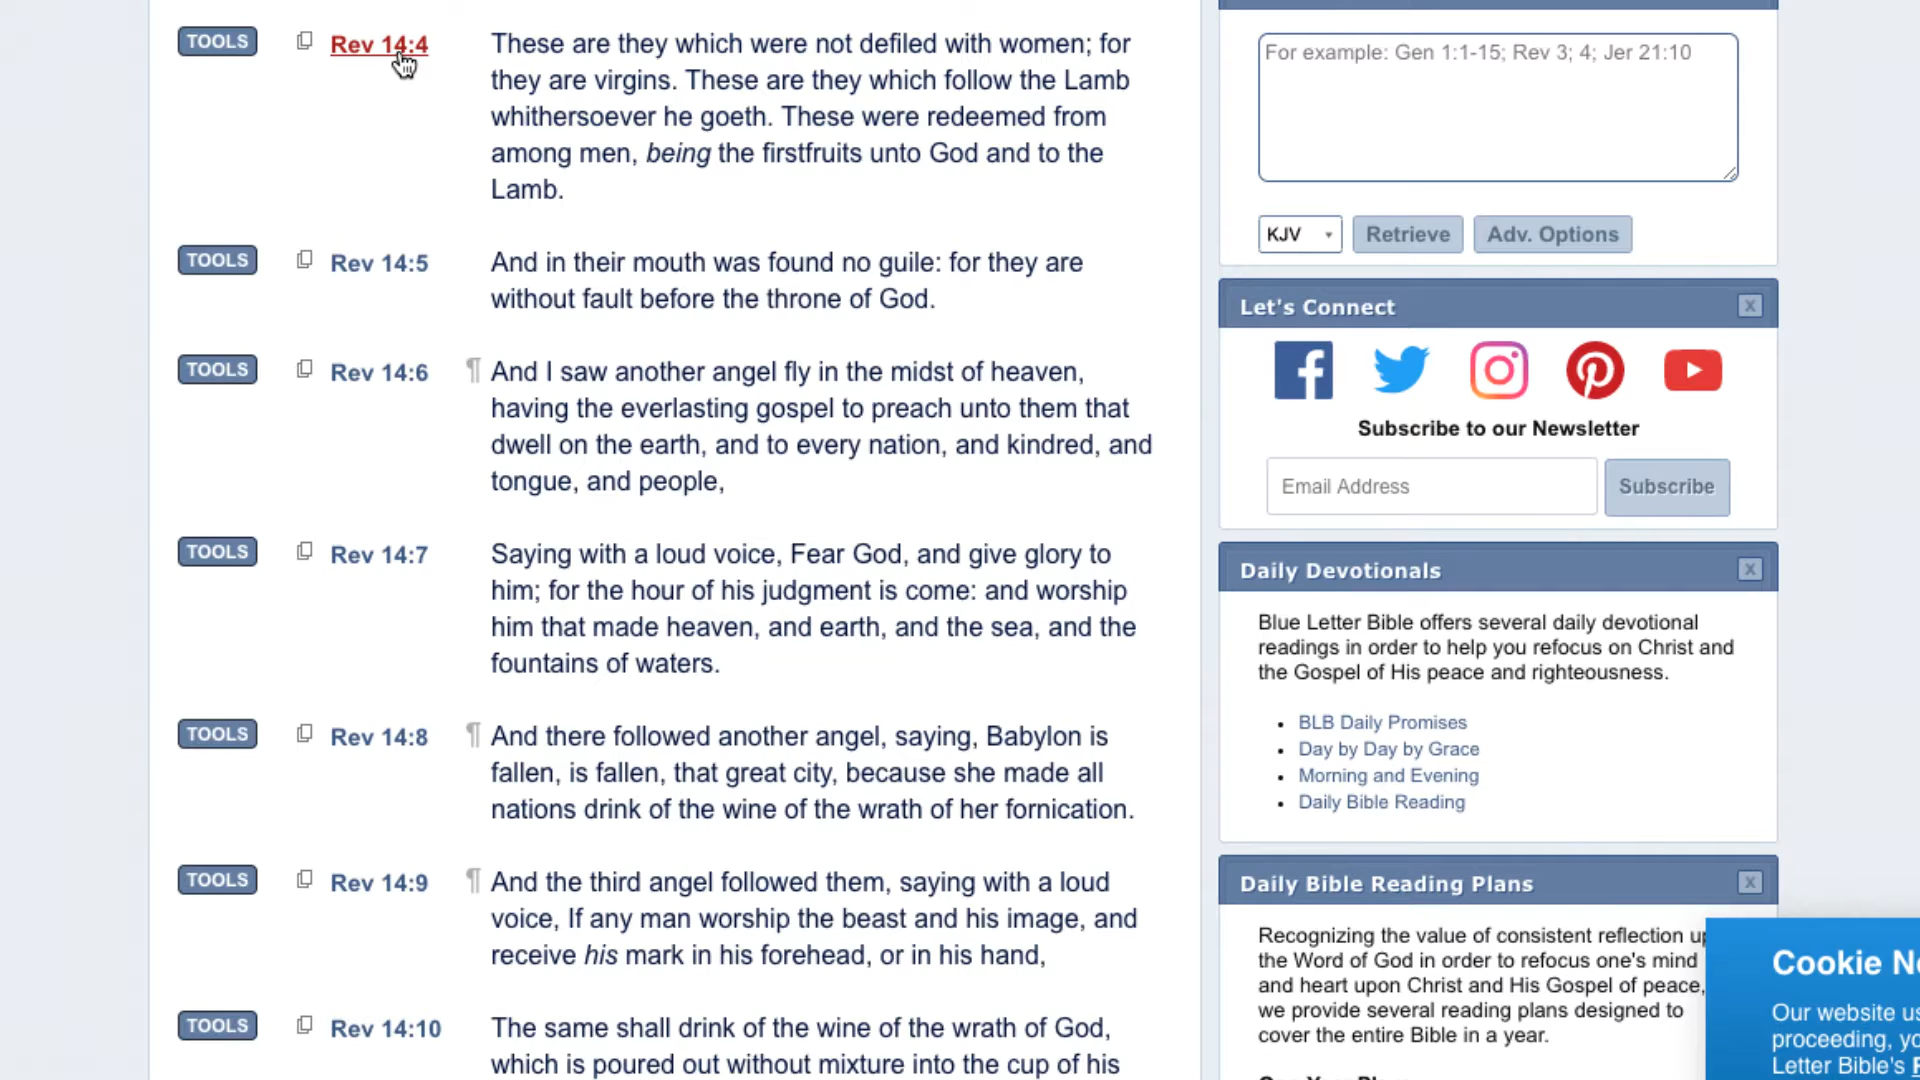 TOOLS Rev 14:4 These are they which were not defiled with women; for
they are virgins. These are they which follow the Lamb
whithersoever he goeth. These were redeemed from
among men, being the firstfruits unto God and to the
Lamb.
TOOLS Rev 14:5 And in their mouth was found no guile: for they are
without fault before the throne of God.
TOOLS Rev 14:6 ¶ And I saw another angel fly in the midst of heaven,
having the everlasting gospel to preach unto them that
dwell on the earth, and to every nation, and kindred, and
tongue, and people,
TOOLS Rev 14:7 Saying with a loud voice, Fear God, and give glory to
him; for the hour of his judgment is come: and worship
him that made heaven, and earth, and the sea, and the
fountains of waters.
TOOLS Rev 14:8 ¶ And there followed another angel, saying, Babylon is
fallen, is fallen, that great city, because she made all
nations drink of the wine of the wrath of her fornication.
TOOLS Rev 14:9 ¶ And the third angel followed them, saying with a loud
voice, If any man worship the beast and his image, and
receive his mark in his forehead, or in his hand,
TOOLS Rev 14:10 The same shall drink of the wine of the wrath of God,
which is poured out without mixture into the cup of his
For example: Gen 1:1-15; Rev 3; 4; Jer 21:10
KJV Retrieve Adv. Options
Let's Connect X
Subscribe to our Newsletter
Email Address Subscribe
Daily Devotionals X
Blue Letter Bible offers several daily devotional
readings in order to help you refocus on Christ and
the Gospel of His peace and righteousness.
• BLB Daily Promises
• Day by Day by Grace
• Morning and Evening
• Daily Bible Reading
Daily Bible Reading Plans X
Recognizing the value of consistent reflection
the Word of God in order to refocus one's mind
and heart upon Christ and His Gospel of peace,
we provide several reading plans designed to
cover the entire Bible in a year.
Cookie
Our website
proceeding,
Letter Bible's